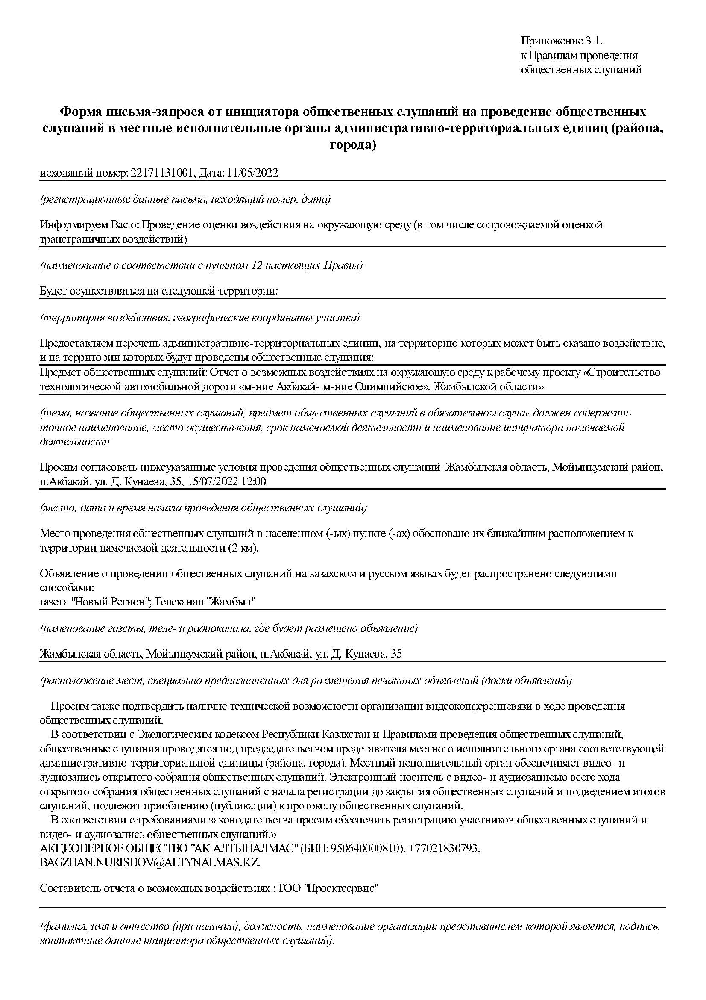 Приложение 3.1.
к Правилам проведения
общественных слушаний
Форма письма-запроса от инициатора общественных слушаний на проведение общественных
слушаний в местные исполнительные органы административно-территориальных единиц (района,
города)
исходящий номер: 22171131001, Дата: 11/05/2022
(регистрационные данные письма, исходящий номер, дата)
Информируем Вас о: Проведение оценки воздействия на окружающую среду (в том числе сопровождаемой оценкой
трансграничных воздействий)
(наименование в соответствии с пунктом 12 настоящих Правил)
Будет осуществляться на следующей территории:
(территория воздействия, географические координаты участка)
Предоставляем перечень административно-территориальных единиц, на территорию которых может быть оказано воздействие,
и на территории которых будут проведены общественные слушания:
Предмет общественных слушаний: Отчет о возможных воздействиях на окружающую среду к рабочему проекту «Строительство
технологической автомобильной дороги «м-ние Акбакай- м-ние Олимпийское». Жамбылской области»
(тема, название общественных слушаний, предмет общественных слушаний в обязательном случае должен содержать
точное наименование, место осуществления, срок намечаемой деятельности и наименование инициатора намечаемой
деятельности
Просим согласовать нижеуказанные условия проведения общественных слушаний: Жамбылская область, Мойынкумский район,
п.Акбакай, ул. Д. Кунаева, 35, 15/07/2022 12:00
(место, дата и время начала проведения общественных слушаний)
Место проведения общественных слушаний в населенном (-ых) пункте (-ах) обосновано их ближайшим расположением к
территории намечаемой деятельности (2 км).
Объявление о проведении общественных слушаний на казахском и русском языках будет распространено следующими
способами:
газета "Новый Регион"; Телеканал "Жамбыл"
(наменование газеты, теле- и радиоканала, где будет размещено объявление)
Жамбылская область, Мойынкумский район, п.Акбакай, ул. Д. Кунаева, 35
(расположение мест, специально предназначенных для размещения печатных объявлений (доски объявлений)
Просим также подтвердить наличие технической возможности организации видеоконференцсвязи в ходе проведения
общественных слушаний.
В соответствии с Экологическим кодексом Республики Казахстан и Правилами проведения общественных слушаний,
общественные слушания проводятся под председательством представителя местного исполнительного органа соответствующей
административно-территориальной единицы (района, города). Местный исполнительный орган обеспечивает видео- и
аудиозапись открытого собрания общественных слушаний. Электронный носитель с видео- и аудиозаписью всего хода
открытого собрания общественных слушаний с начала регистрации до закрытия общественных слушаний и подведением итогов
слушаний, подлежит приобщению (публикации) к протоколу общественных слушаний.
В соответствии с требованиями законодательства просим обеспечить регистрацию участников общественных слушаний и
видео- и аудиозапись общественных слушаний.»
АКЦИОНЕРНОЕ ОБЩЕСТВО "АК АЛТЫНАЛМАС" (БИН: 950640000810), +77021830793,
BAGZHAN.NURISHOV@ALTYNALMAS.KZ,
Составитель отчета о возможных воздействиях : ТОО "Проектсервис"
(фамилия, имя и отчество (при наличии), должность, наименование организации представителем которой является, подпись,
контактные данные инициатора общественных слушаний).